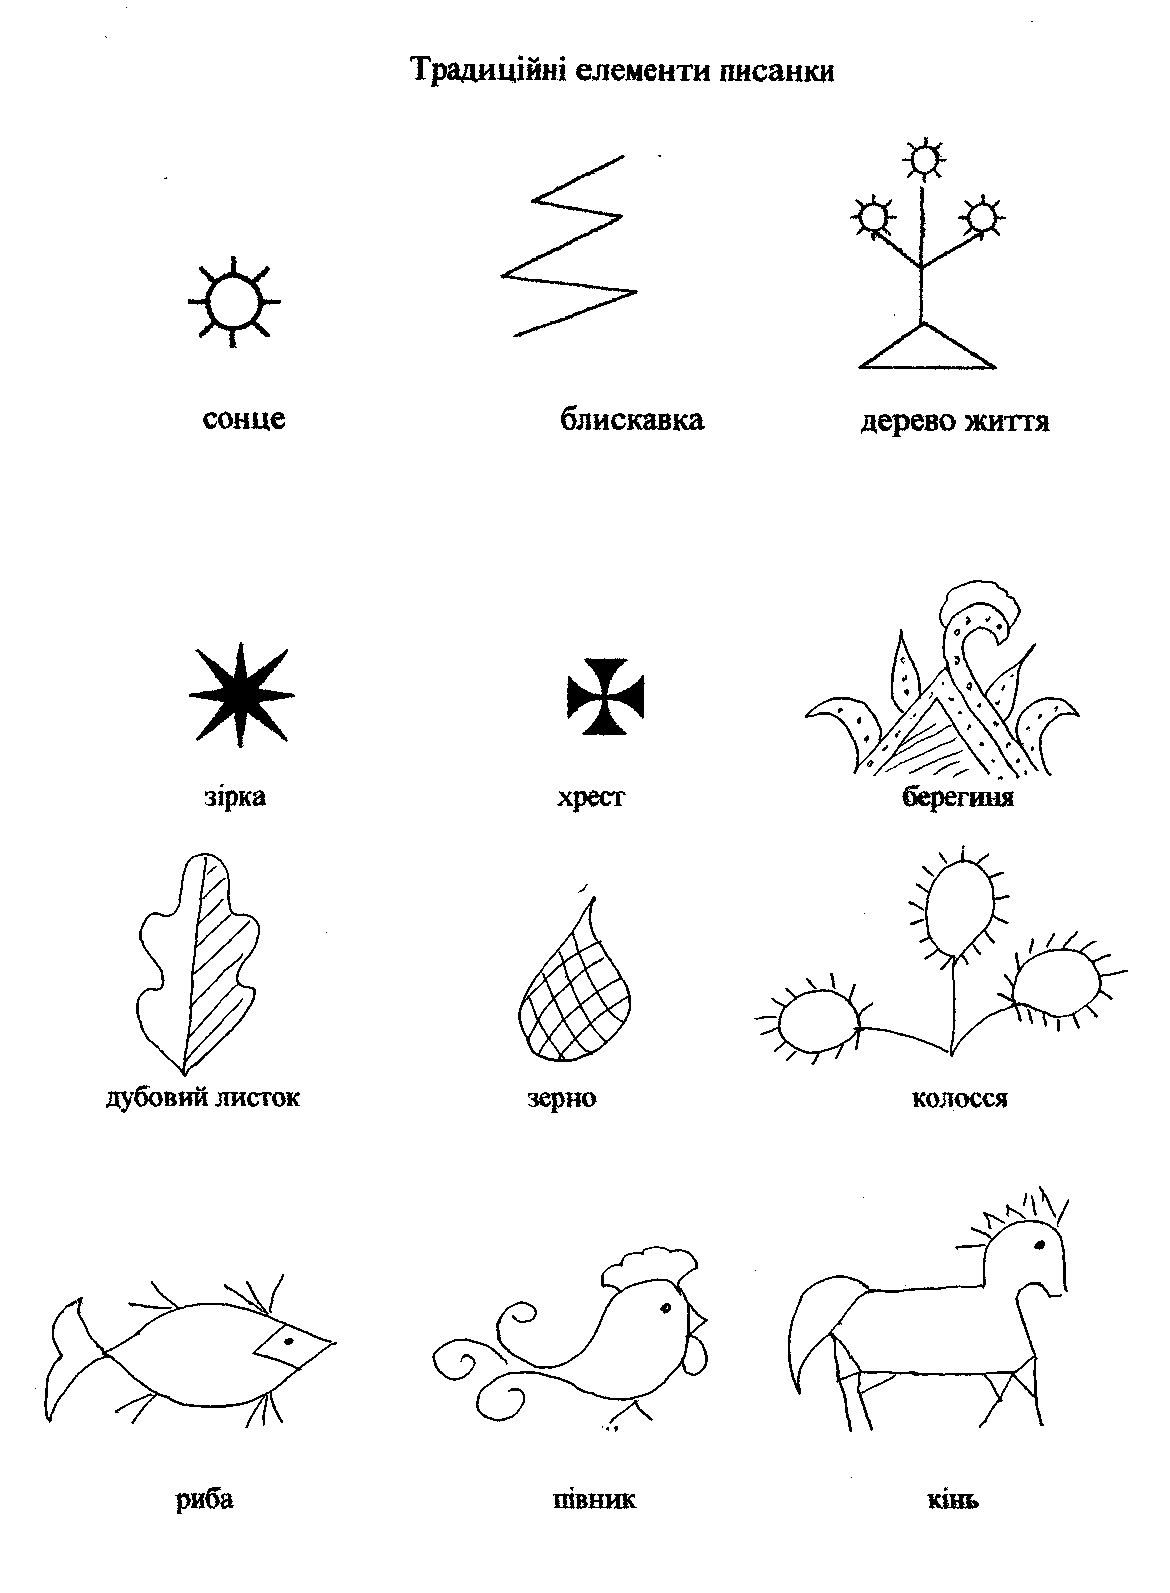 Традиційні елементи писанки
сонце
блискавка
дерево життя
зірка
хрест
берегиня
дубовий листок
зерно
колосся
риба
півник
кінь